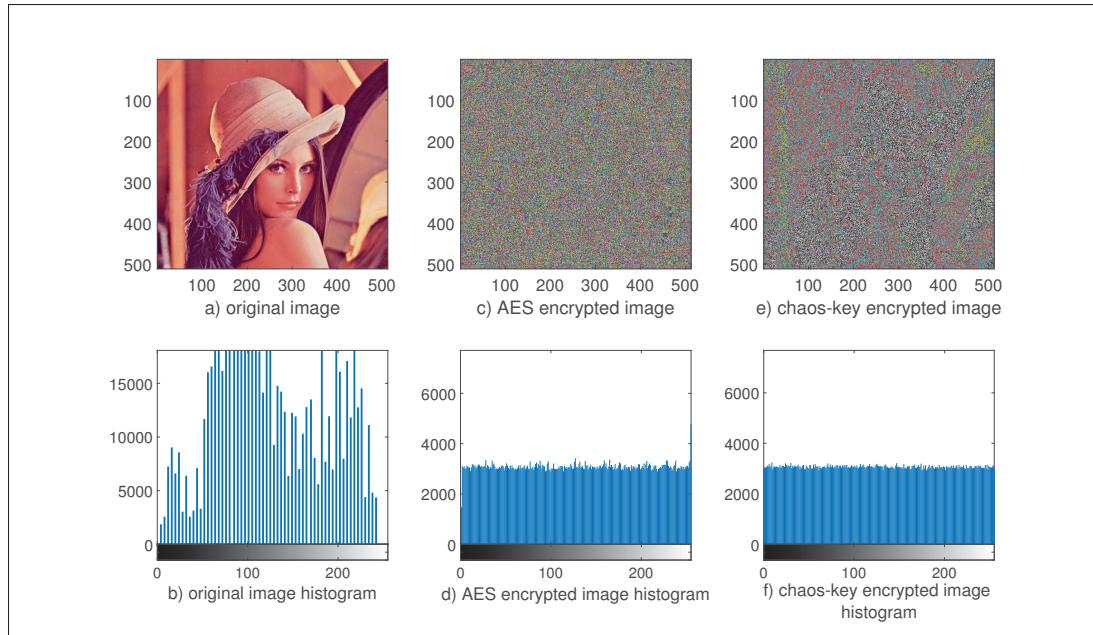 100
200
300
400
500
100 200 300 400 500
a) original image
100
200
300
400
500
100 200 300 400 500
c) AES encrypted image
100
200
300
400
500
100 200 300 400 500
e) chaos-key encrypted image
15000
10000
5000
0
0 100 200
b) original image histogram
6000
4000
2000
0
0 100 200
d) AES encrypted image histogram
6000
4000
2000
0
0 100 200
f) chaos-key encrypted image
histogram